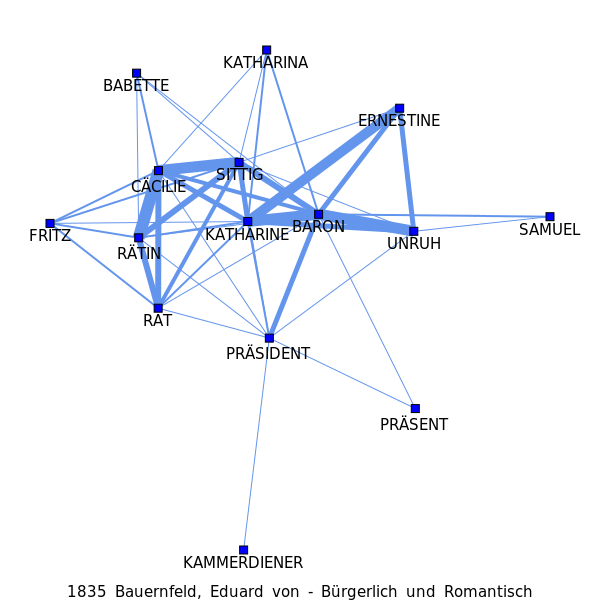 KATHARINA
BABETTE
ERNESTINE
SITTIG
CÄCILIE
BARON
SAMUEL
FRITZ
KATHARINE
UNRUH
RÄTIN
RAT
PRÄSIDENT
PRÄSENT
KAMMERDIENER
1835 Bauernfeld, Eduard von - Bürgerlich und Romantisch